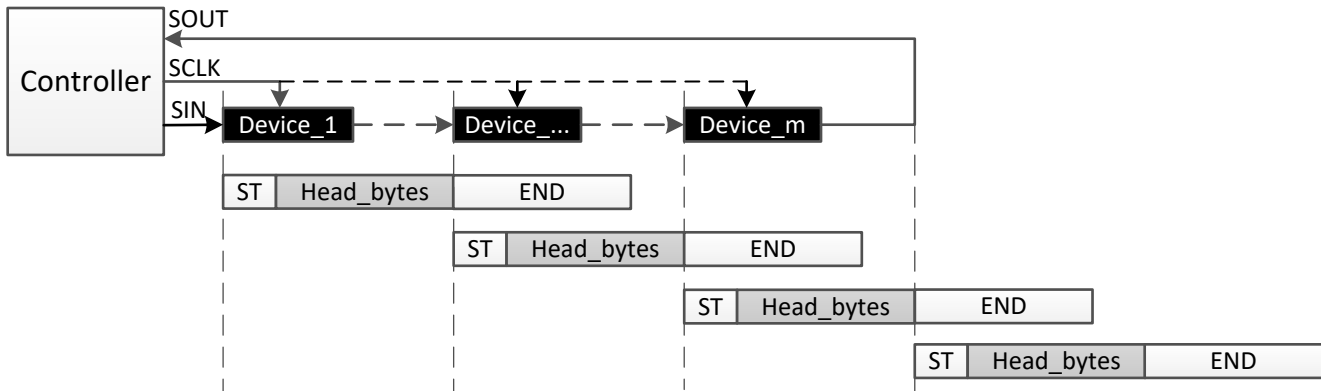 SOUT
Controller
SCLK
SIN
Device_1
Device_...
Device_m
ST Head_bytes END
ST Head_bytes END
ST Head_bytes END
ST Head_bytes END